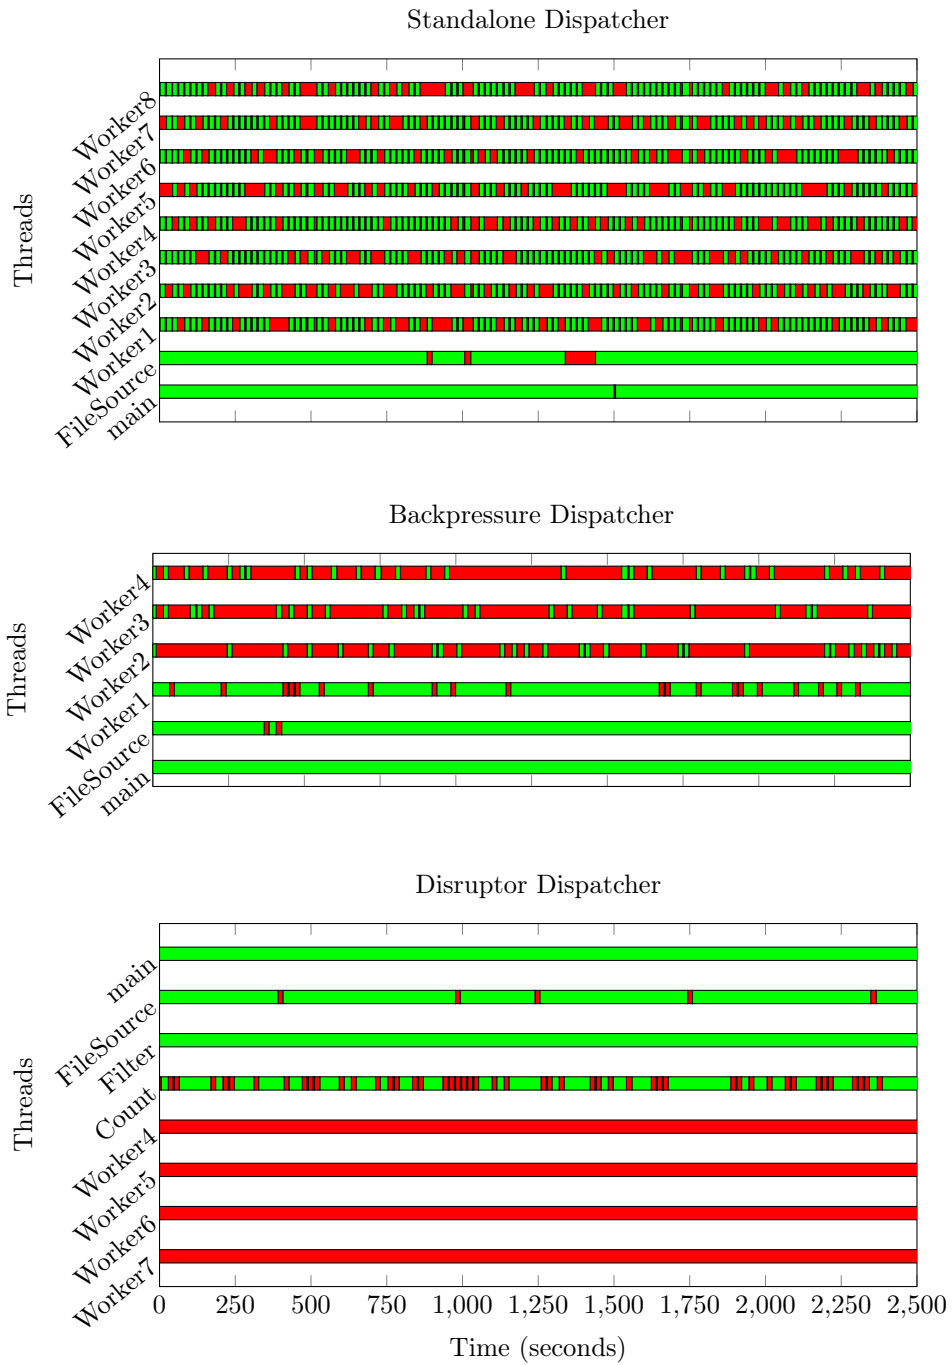 Standalone Dispatcher
Threads
Worker8
Worker7
Worker6
Worker5
Worker4
Worker3
Worker2
Worker1
FileSource
main
Backpressure Dispatcher
Threads
Worker4
Worker3
Worker2
Worker1
FileSource
main
Disruptor Dispatcher
Threads
main
FileSource
Filter
Count
Worker4
Worker5
Worker6
Worker7
0 250 500 750 1,000 1,250 1,500 1,750 2,000 2,250 2,500
Time (seconds)